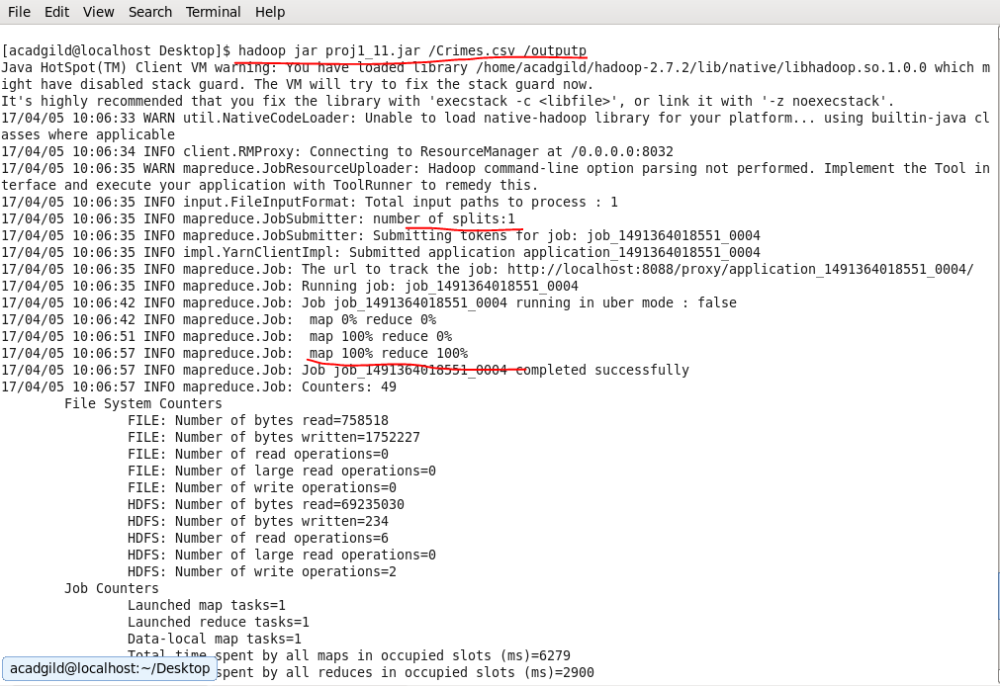 File Edit View Search Terminal Help
[acadgild@localhost Desktop]$ hadoop jar proj1_11.jar /Crimes.csv /outputp
Java HotSpot(TM) Client VM warning: You have loaded library /home/acadgild/hadoop-2.7.2/lib/native/libhadoop.so.1.0.0 which m
ight have disabled stack guard. The VM will try to fix the stack guard now.
It's highly recommended that you fix the library with 'execstack -c <libfile>', or link it with '-z noexecstack'.
17/04/05 10:06:33 WARN util.NativeCodeLoader: Unable to load native-hadoop library for your platform... using builtin-java cl
asses where applicable
17/04/05 10:06:34 INFO client.RMProxy: Connecting to ResourceManager at /0.0.0.0:8032
17/04/05 10:06:35 WARN mapreduce.JobResourceUploader: Hadoop command-line option parsing not performed. Implement the Tool in
terface and execute your application with ToolRunner to remedy this.
17/04/05 10:06:35 INFO input.FileInputFormat: Total input paths to process : 1
17/04/05 10:06:35 INFO mapreduce.JobSubmitter: number of splits:1
17/04/05 10:06:35 INFO mapreduce.JobSubmitter: Submitting tokens for job: job_1491364018551_0004
17/04/05 10:06:35 INFO impl.YarnClientImpl: Submitted application application_1491364018551_0004
17/04/05 10:06:35 INFO mapreduce.Job: The url to track the job: http://localhost:8088/proxy/application_1491364018551_0004/
17/04/05 10:06:35 INFO mapreduce.Job: Running job: job_1491364018551_0004
17/04/05 10:06:42 INFO mapreduce.Job: Job job_1491364018551_0004 running in uber mode : false
17/04/05 10:06:42 INFO mapreduce.Job:  map 0% reduce 0%
17/04/05 10:06:51 INFO mapreduce.Job:  map 100% reduce 0%
17/04/05 10:06:57 INFO mapreduce.Job:  map 100% reduce 100%
17/04/05 10:06:57 INFO mapreduce.Job: Job job_1491364018551_0004 completed successfully
17/04/05 10:06:57 INFO mapreduce.Job: Counters: 49
File System Counters
FILE: Number of bytes read=758518
FILE: Number of bytes written=1752227
FILE: Number of read operations=0
FILE: Number of large read operations=0
FILE: Number of write operations=0
HDFS: Number of bytes read=69235030
HDFS: Number of bytes written=234
HDFS: Number of read operations=6
HDFS: Number of large read operations=0
HDFS: Number of write operations=2
Job Counters
Launched map tasks=1
Launched reduce tasks=1
Data-local map tasks=1
Total time spent by all maps in occupied slots (ms)=6279
spent by all reduces in occupied slots (ms)=2900
acadgild@localhost:~/Desktop